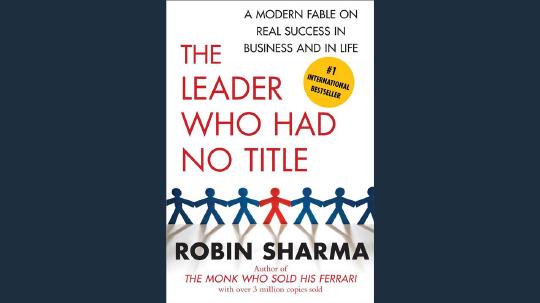 A MODERN FABLE ON
REAL SUCCESS IN
BUSINESS AND IN LIFE
THE
LEADER
WHO HAD
NO TITLE
#1
INTERNATIONAL
BESTSELLER
ROBIN SHARMA
Author of
THE MONK WHO SOLD HIS FERRARI
with over 3 million copies sold